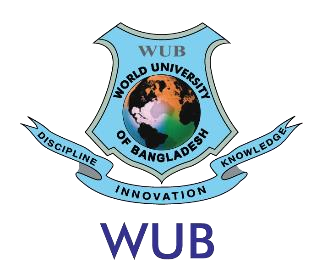 WUB
WORLD UNIVERSITY
OF BANGLADESH
DISCIPLINE
INNOVATION
KNOWLEDGE
WUB